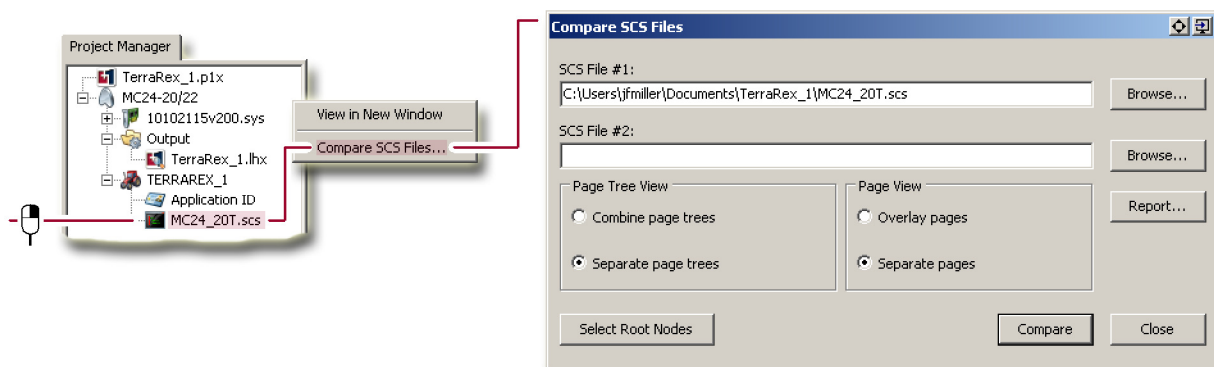 Project Manager
TerraRex_1.p1x
MC24-20/22
10102115v200.sys
Output
TerraRex_1.lhx
TERRAREX_1
Application ID
MC24_20T.scs
View in New Window
Compare SCS Files...
Compare SCS Files
SCS File #1:
C:\Users\jfmiller\Documents\TerraRex_1\MC24_20T.scs
Browse...
SCS File #2:
Browse...
Page Tree View
Combine page trees
Separate page trees
Page View
Overlay pages
Separate pages
Report...
Select Root Nodes
Compare
Close